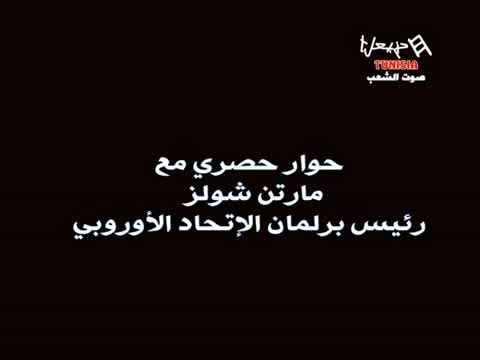 TUNISIA
صوت الشعب
حوار حصري مع
مارتن شولز
رئيس برلمان الإتحاد الأوروبي